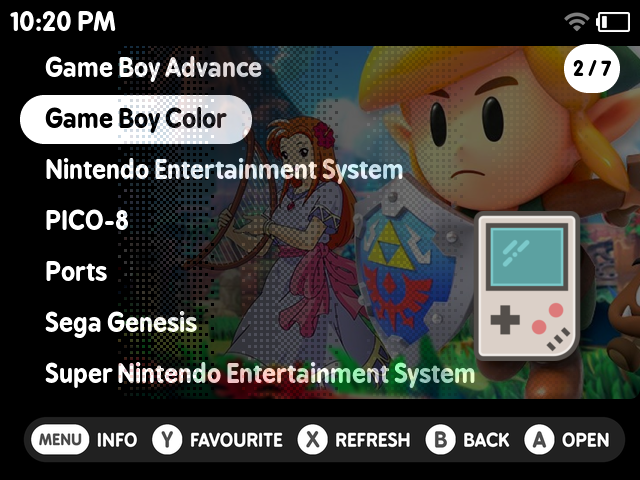 10:20 PM
Game Boy Advance
2 / 7
Game Boy Color
Nintendo Entertainment System
PICO-8
Ports
Sega Genesis
Super Nintendo Entertainment System
MENU INFO Y FAVOURITE X REFRESH B BACK A OPEN